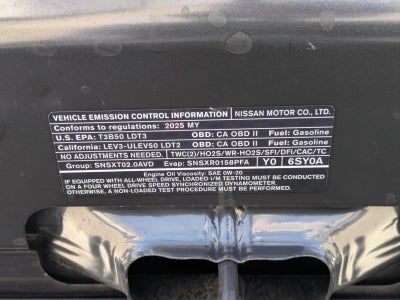 VEHICLE EMISSION CONTROL INFORMATION NISSAN MOTOR CO., LTD.
Conforms to regulations: 2025 MY
U.S. EPA: T3B50 LDT3 OBD: CA OBD II Fuel: Gasoline
California: LEV3-ULEV50 LDT2 OBD: CA OBD II Fuel: Gasoline
NO ADJUSTMENTS NEEDED. TWC(2)/HO2S/WR-HO2S/SFI/DFI/CAC/TC
Group: SNSXT02.0AVD Evap: SNSXR0158PFA Y0 6SY0A
Engine Oil Viscosity: SAE 0W-20
IF EQUIPPED WITH ALL-WHEEL DRIVE, LOADED I/M TESTING MUST BE CONDUCTED
ON A FOUR WHEEL DRIVE SPEED SYNCHRONIZED DYNAMOMETER.
OTHERWISE, A NON-LOADED TEST PROCEDURE MUST BE USED.